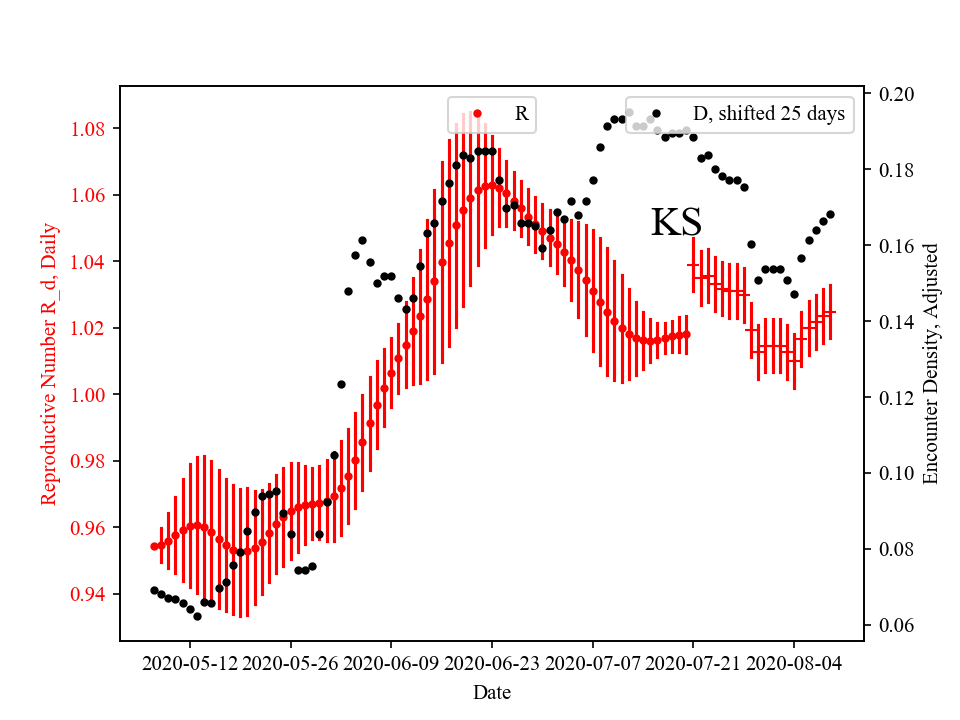 R
D, shifted 25 days
KS
Reproductive Number R_d, Daily
1.08
1.06
1.04
1.02
1.00
0.98
0.96
0.94
0.20
0.18
0.16
0.14
0.12
0.10
0.08
0.06
Encounter Density, Adjusted
2020-05-12 2020-05-26 2020-06-09 2020-06-23 2020-07-07 2020-07-21 2020-08-04
Date